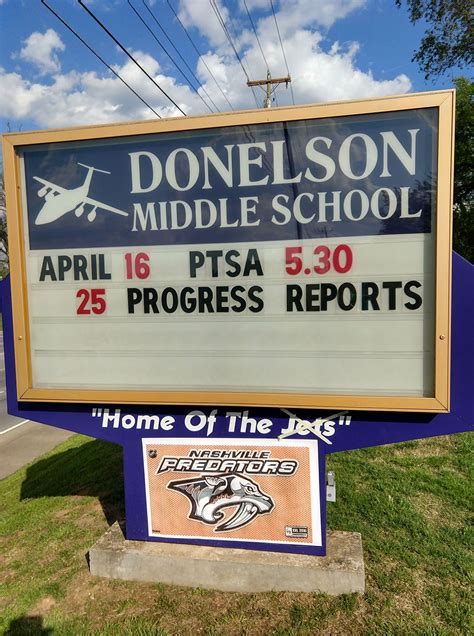 DONELSON
MIDDLE SCHOOL
APRIL 16 PTSA 5.30
25 PROGRESS REPORTS
"Home Of The Jets"
NASHVILLE
PREDATORS